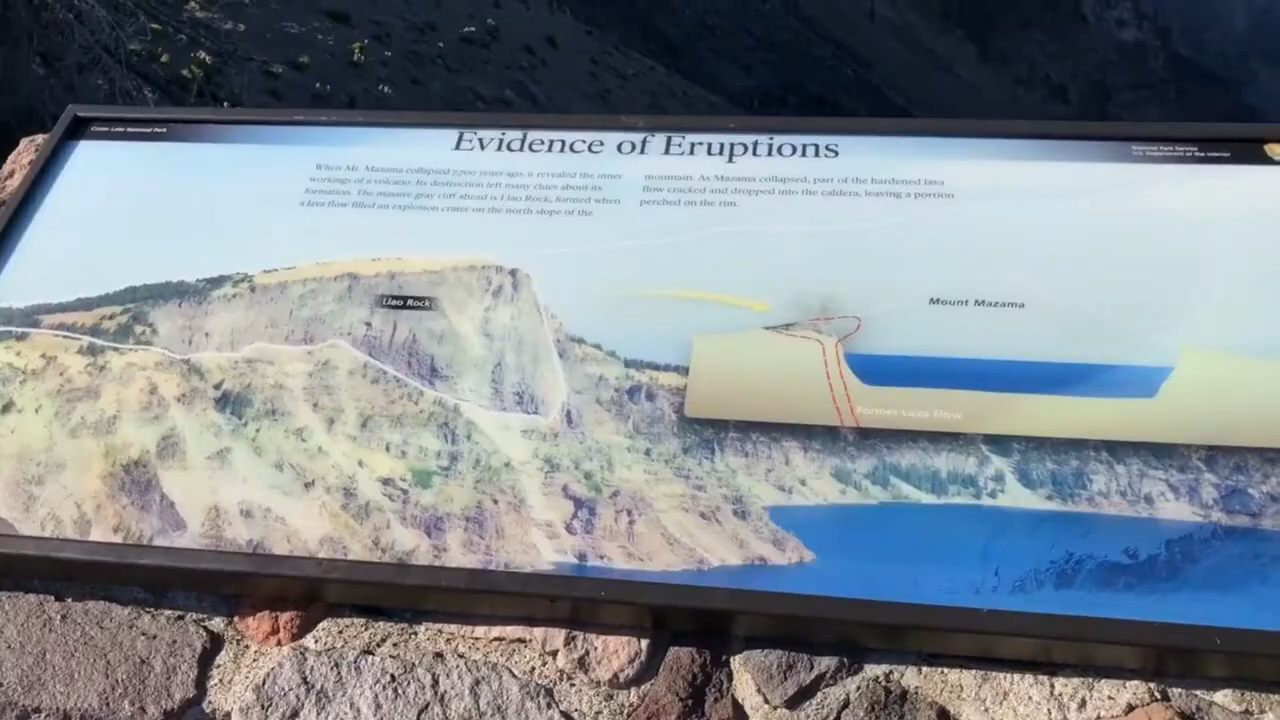 Crater Lake National Park
Evidence of Eruptions
National Park Service
U.S. Department of the Interior
When Mt. Mazama collapsed 7,700 years ago, it revealed the inner
workings of a volcano. Its destruction left many clues about its
formation. The massive gray cliff ahead is Llao Rock, formed when
a lava flow filled an explosion crater on the north slope of the
mountain. As Mazama collapsed, part of the hardened lava
flow cracked and dropped into the caldera, leaving a portion
perched on the rim.
Llao Rock
Mount Mazama
Former Lava Flow